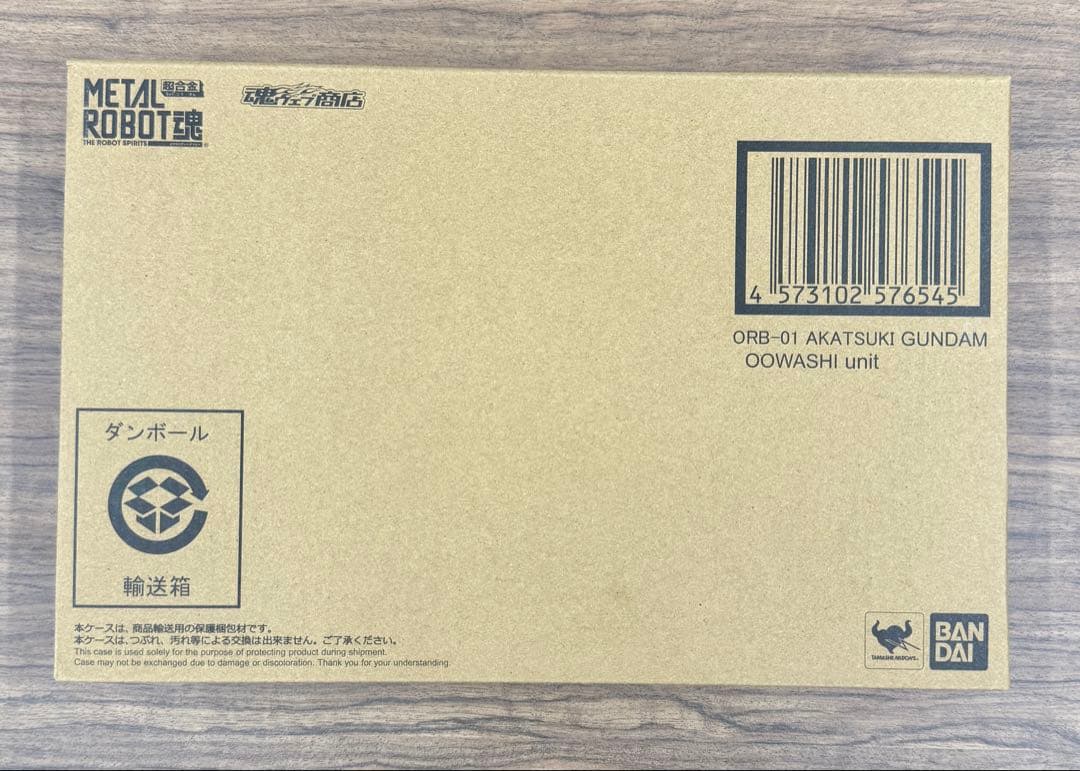 METAL 超合金
ROBOT魂
THE ROBOT SPIRITS
魂ウェブ商店
4 573102 576545
ORB-01 AKATSUKI GUNDAM
OOWASHI unit
ダンボール
輸送箱
本ケースは、商品輸送用の保護梱包材です。
本ケースは、つぶれ、汚れ等による交換は出来ません。ご了承ください。
This case is used solely for the purpose of protecting product during shipment.
Case may not be exchanged due to damage or discoloration. Thank you for your understanding.
TAMASHII NATIONS
BAN
DAI